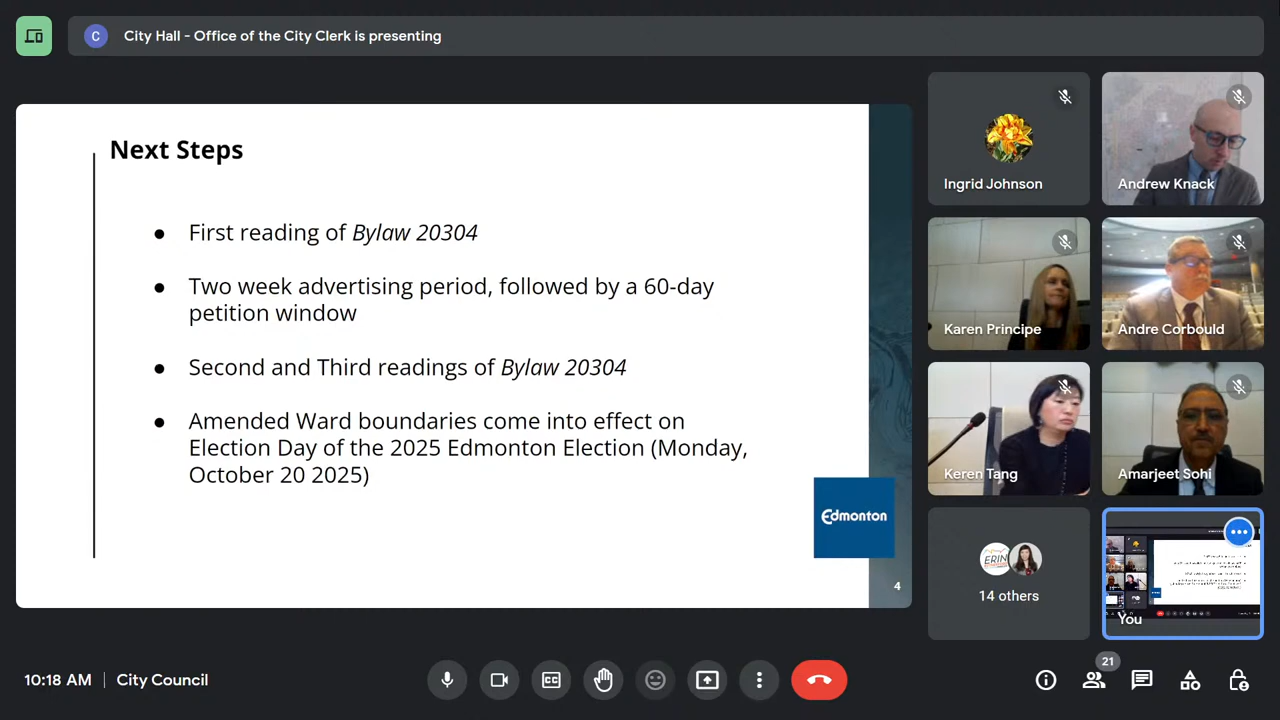 C
City Hall - Office of the City Clerk is presenting
Next Steps
● First reading of Bylaw 20304
● Two week advertising period, followed by a 60-day
petition window
● Second and Third readings of Bylaw 20304
● Amended Ward boundaries come into effect on
Election Day of the 2025 Edmonton Election (Monday,
October 20 2025)
Edmonton
4
Ingrid Johnson
Andrew Knack
Karen Principe
Andre Corbould
Keren Tang
Amarjeet Sohi
ERIN
14 others
You
10:18 AM | City Council
CC
21